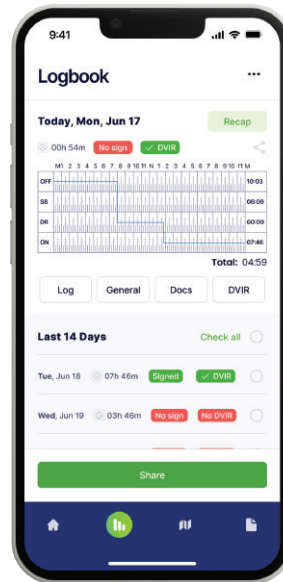 9:41
Logbook
Today, Mon, Jun 17 Recap
00h 54m No sign ✓ DVIR
M1 2 3 4 5 6 7 8 9 10 11 N 1 2 3 4 5 6 7 8 9 10 11 M
OFF 10:03
SB 06:09
DR 00:00
ON 07:46
Total: 04:59
Log General Docs DVIR
Last 14 Days Check all
Tue, Jun 18 07h 46m Signed ✓ DVIR
Wed, Jun 19 03h 46m No sign No DVIR
Share